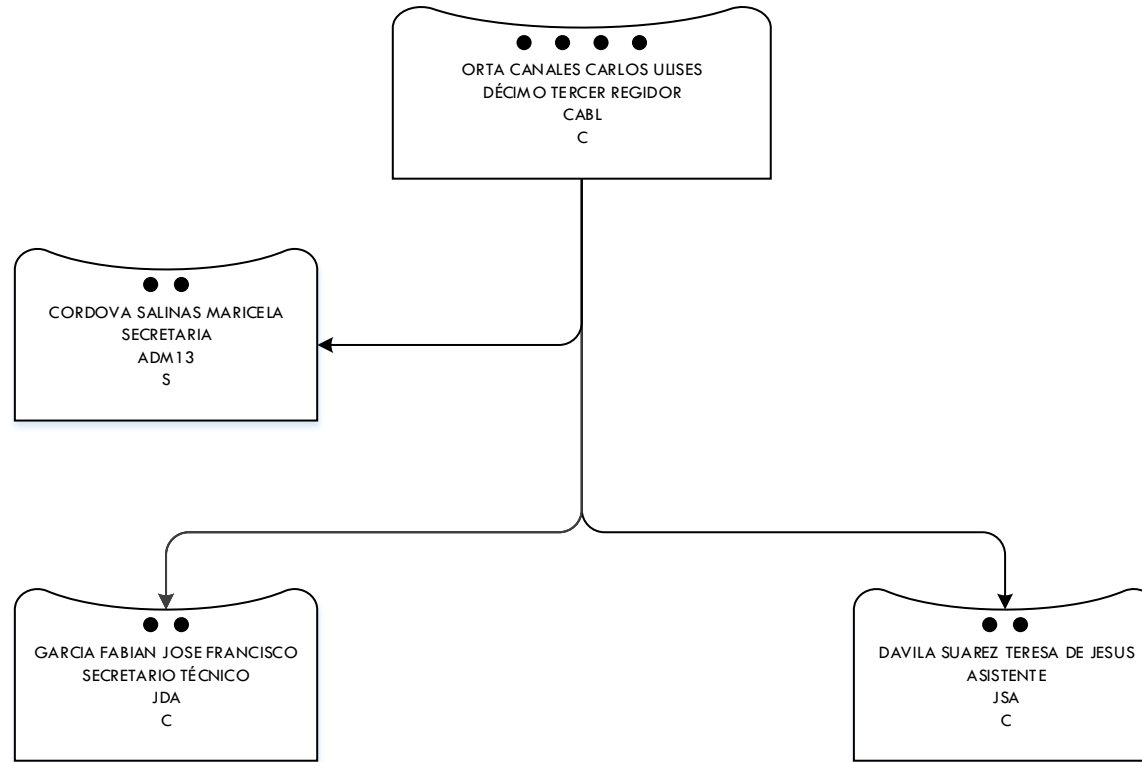 ORTA CANALES CARLOS ULISES
DÉCIMO TERCER REGIDOR
CABL
C
CORDOVA SALINAS MARICELA
SECRETARIA
ADM13
S
GARCIA FABIAN JOSE FRANCISCO
SECRETARIO TÉCNICO
JDA
C
DAVILA SUAREZ TERESA DE JESUS
ASISTENTE
JSA
C